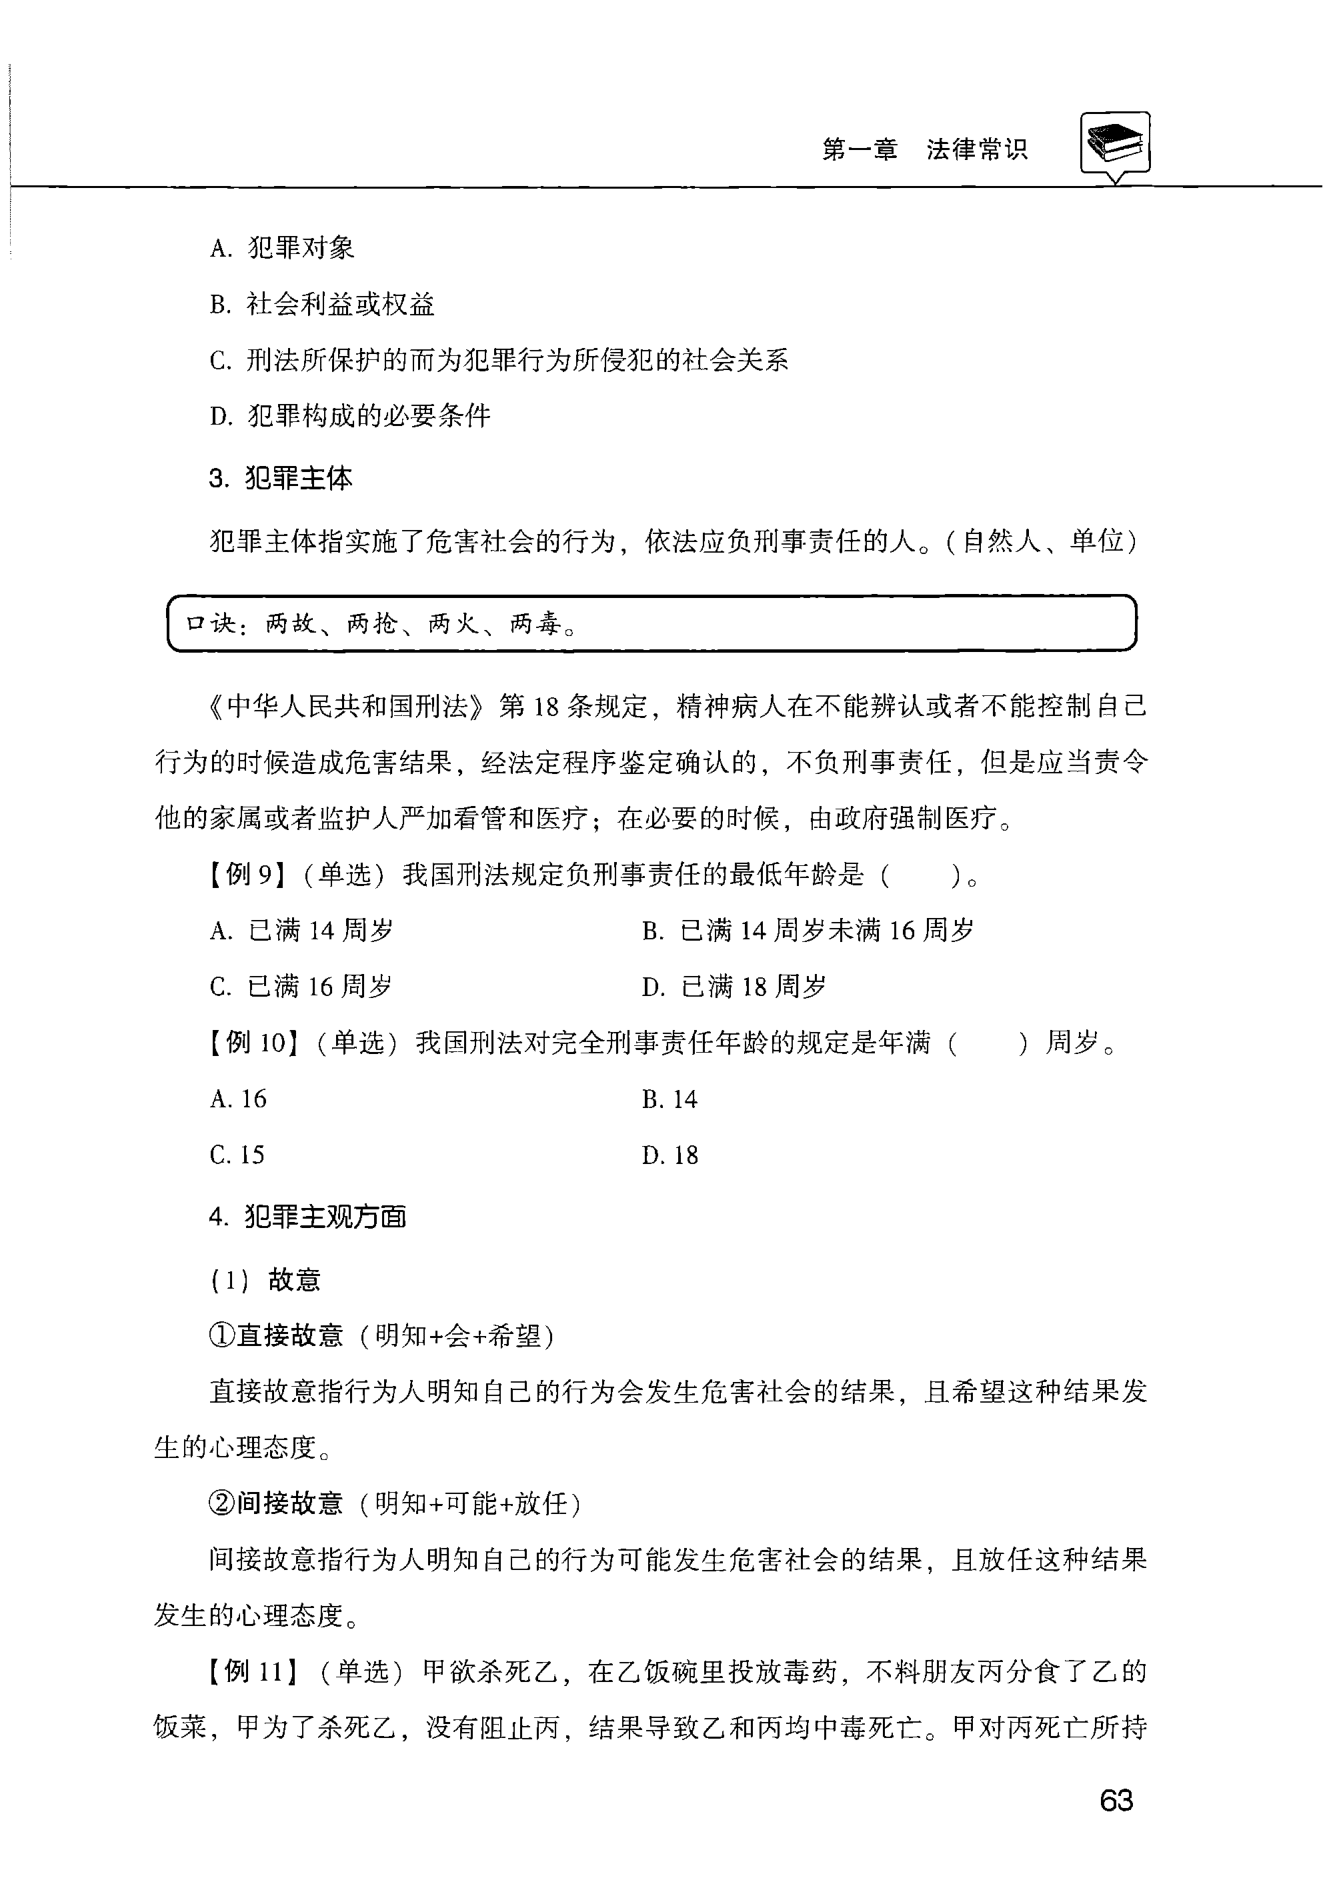 第一章 法律常识
A. 犯罪对象
B. 社会利益或权益
C. 刑法所保护的而为犯罪行为所侵犯的社会关系
D. 犯罪构成的必要条件
3. 犯罪主体
犯罪主体指实施了危害社会的行为，依法应负刑事责任的人。（自然人、单位）
口诀：两故、两抢、两火、两毒。
《中华人民共和国刑法》第 18 条规定，精神病人在不能辨认或者不能控制自己
行为的时候造成危害结果，经法定程序鉴定确认的，不负刑事责任，但是应当责令
他的家属或者监护人严加看管和医疗；在必要的时候，由政府强制医疗。
【例 9】（单选）我国刑法规定负刑事责任的最低年龄是（ ）。
A. 已满 14 周岁 B. 已满 14 周岁未满 16 周岁
C. 已满 16 周岁 D. 已满 18 周岁
【例 10】（单选）我国刑法对完全刑事责任年龄的规定是年满（ ）周岁。
A. 16 B. 14
C. 15 D. 18
4. 犯罪主观方面
（1）故意
①直接故意（明知+会+希望）
直接故意指行为人明知自己的行为会发生危害社会的结果，且希望这种结果发
生的心理态度。
②间接故意（明知+可能+放任）
间接故意指行为人明知自己的行为可能发生危害社会的结果，且放任这种结果
发生的心理态度。
【例 11】（单选）甲欲杀死乙，在乙饭碗里投放毒药，不料朋友丙分食了乙的
饭菜，甲为了杀死乙，没有阻止丙，结果导致乙和丙均中毒死亡。甲对丙死亡所持
63